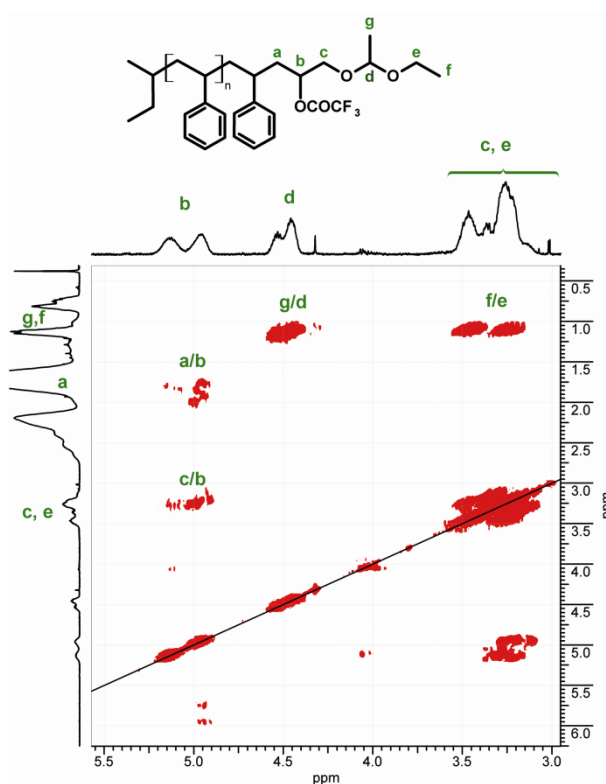 g
a
b
c
e
f
O
d
O
n
OCOCF3
c, e
b
d
g,f
a
c, e
g/d
f/e
a/b
c/b
0.5
1.0
1.5
2.0
2.5
3.0
3.5
4.0
4.5
5.0
5.5
6.0
ppm
5.5 5.0 4.5 4.0 3.5 3.0
ppm